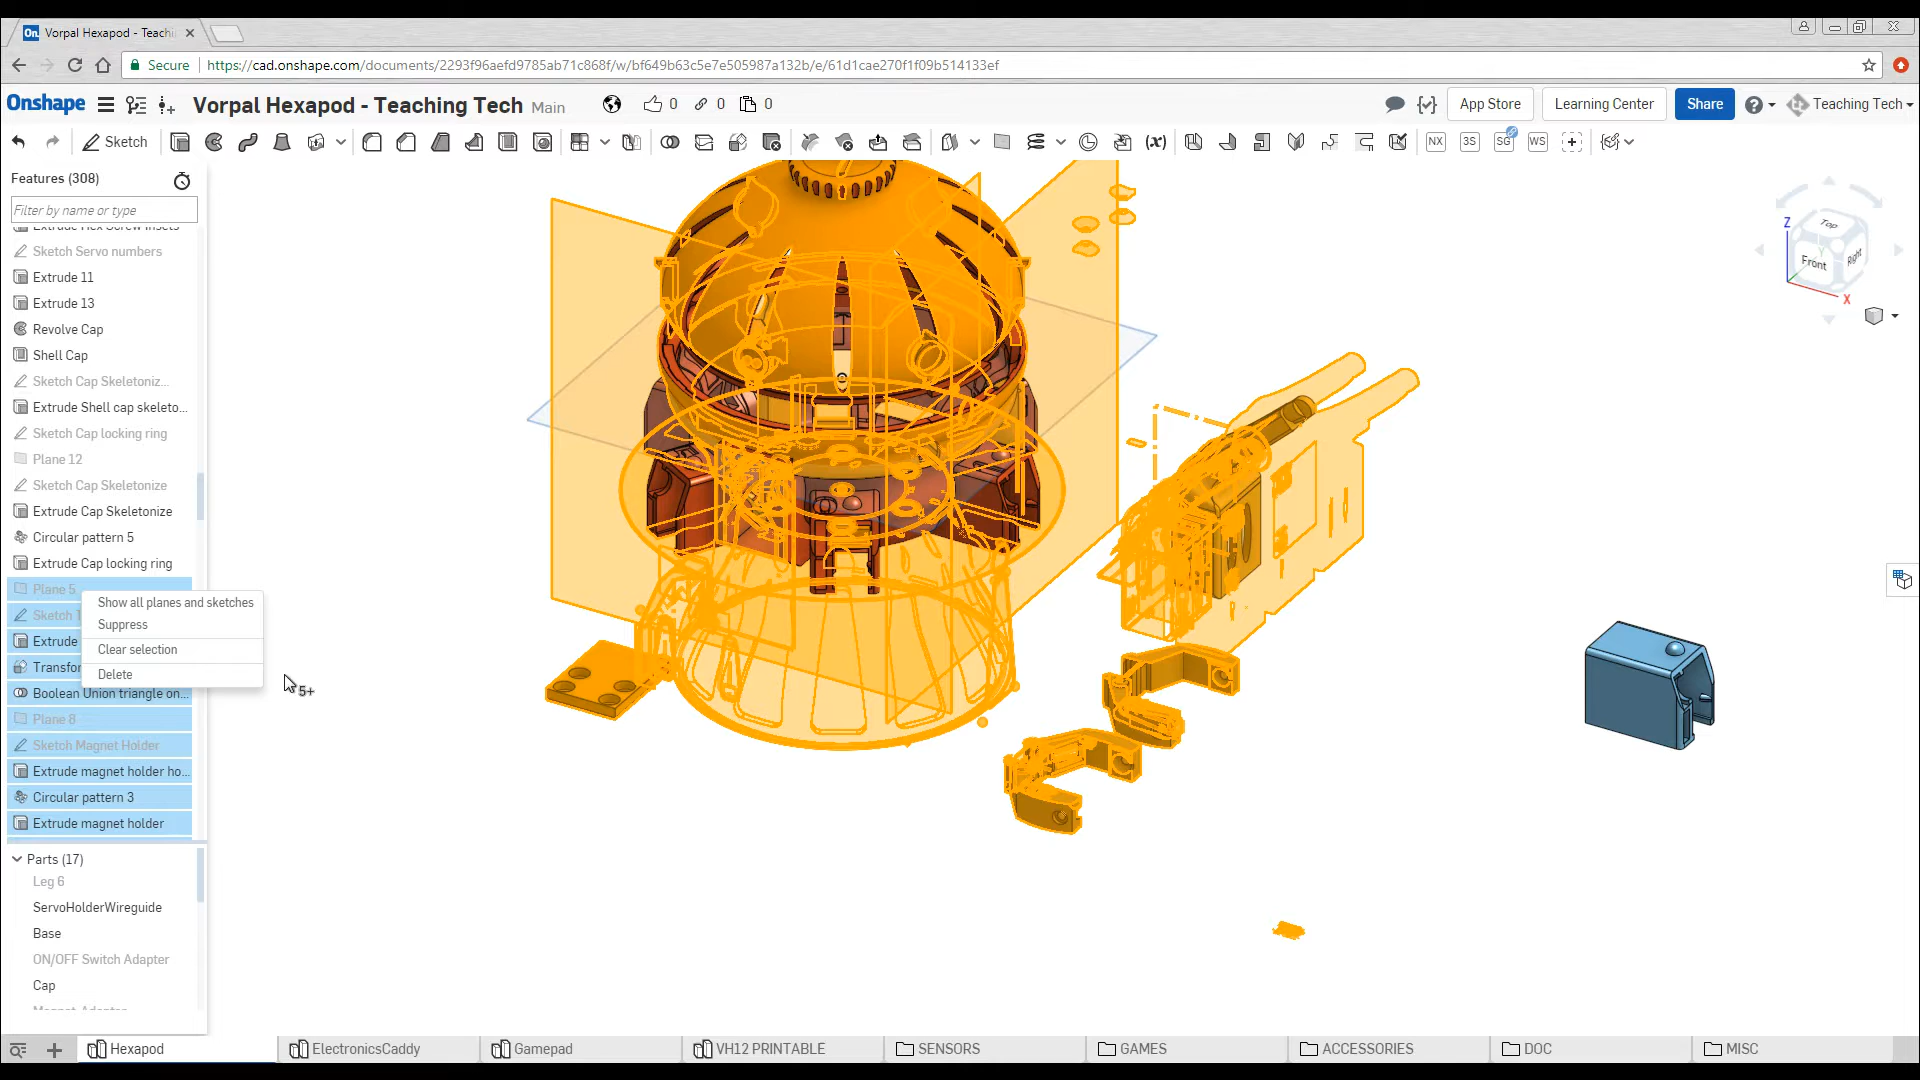 On. Vorpal Hexapod - Teachi
Secure https://cad.onshape.com/documents/2293f96aefd9785ab71c868f/w/bf649b63c5e7e505987a132b/e/61d1cae270f1f09b514133ef
Onshape Vorpal Hexapod - Teaching Tech Main 0 0 0 App Store Learning Center Share Teaching Tech
Sketch (x) NX 3S SG WS
Features (308)
Filter by name or type
Extrude Hex Screw insets
Sketch Servo numbers
Extrude 11
Extrude 13
Revolve Cap
Shell Cap
Sketch Cap Skeletoniz...
Extrude Shell cap skeleto...
Sketch Cap locking ring
Plane 12
Sketch Cap Skeletonize
Extrude Cap Skeletonize
Circular pattern 5
Extrude Cap locking ring
Plane 5
Sketch 1
Extrude
Transfor
Boolean Union triangle on...
Plane 8
Sketch Magnet Holder
Extrude magnet holder ho...
Circular pattern 3
Extrude magnet holder
Show all planes and sketches
Suppress
Clear selection
Delete
5+
Parts (17)
Leg 6
ServoHolderWireguide
Base
ON/OFF Switch Adapter
Cap
Z
Top
Front
Right
X
Hexapod ElectronicsCaddy Gamepad VH12 PRINTABLE SENSORS GAMES ACCESSORIES DOC MISC